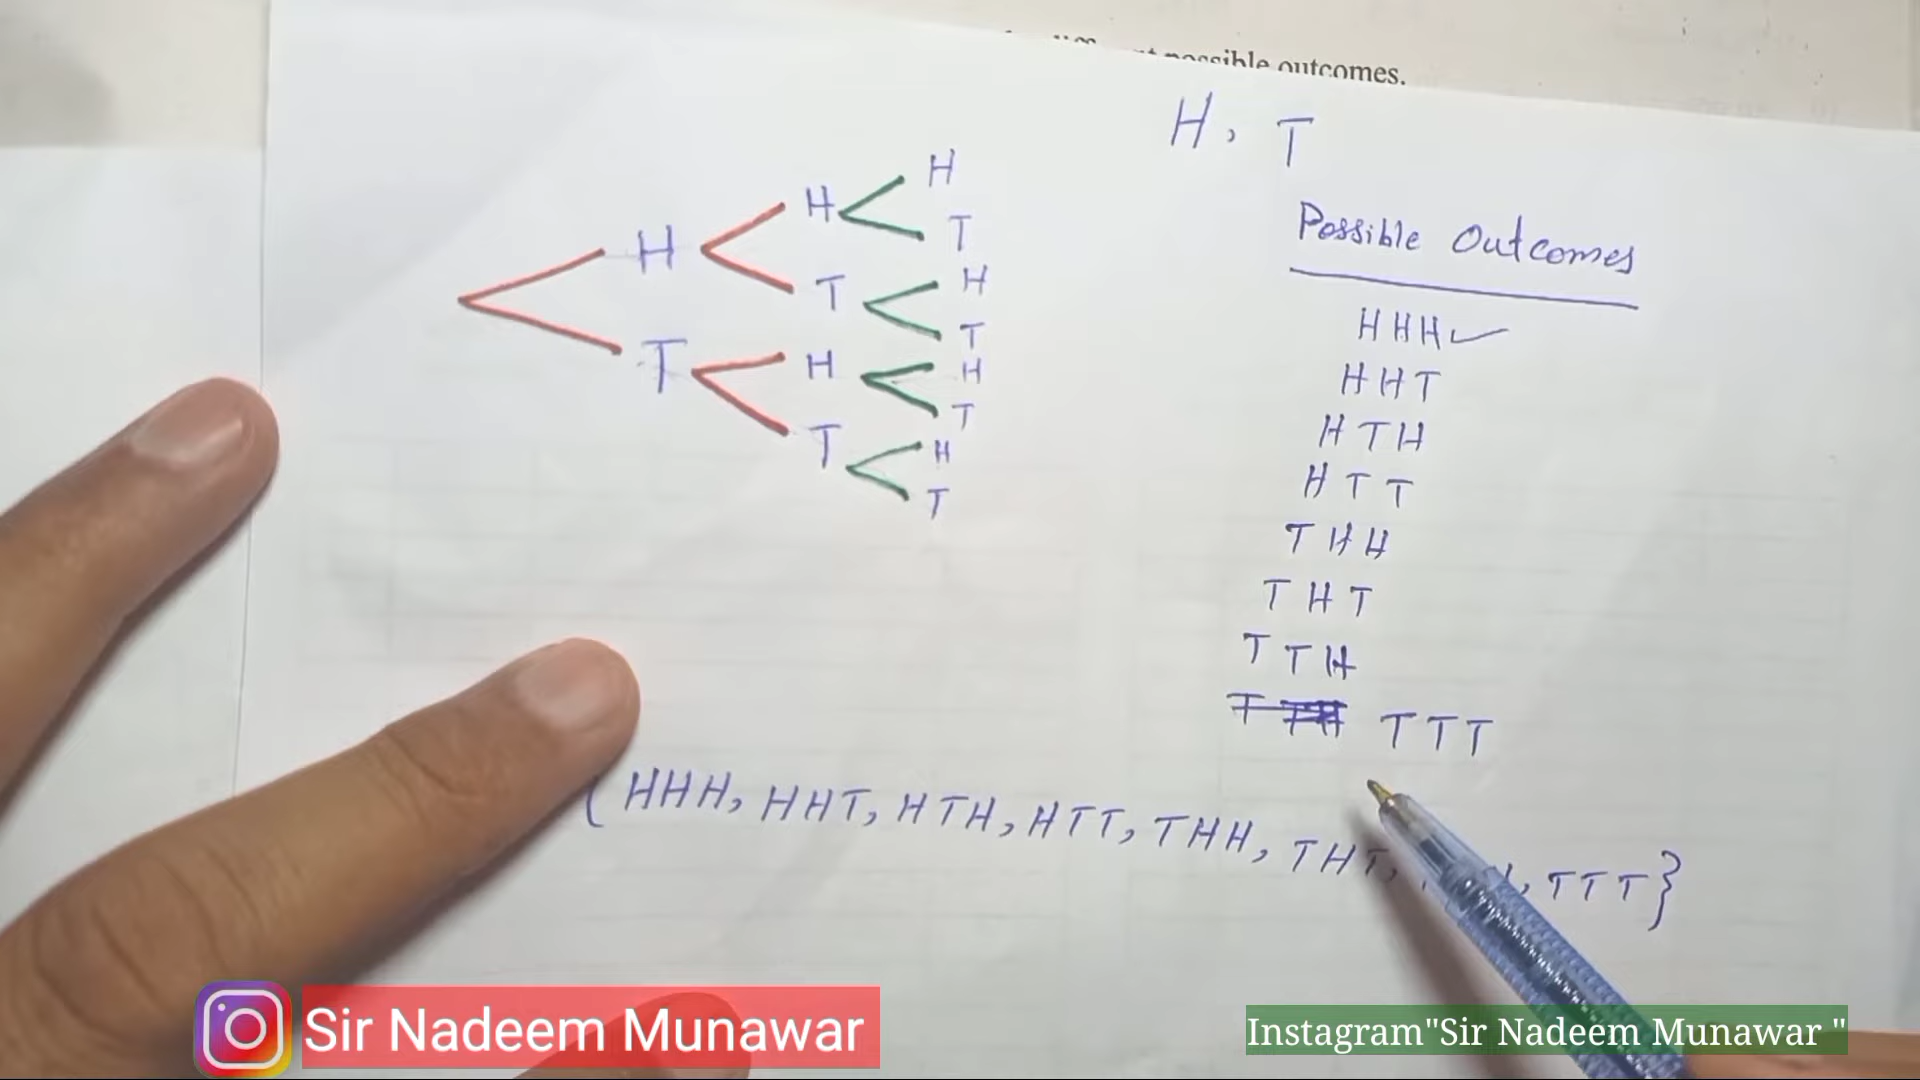 possible outcomes.
H, T
H
T
H
T
H
T
H
T
H
T
H
T
H
T
Possible Outcomes
HHH
HHT
HTH
HTT
THH
THT
TTH
TTT
{HHH, HHT, HTH, HTT, THH, THT, TTT}
Sir Nadeem Munawar
Instagram"Sir Nadeem Munawar "